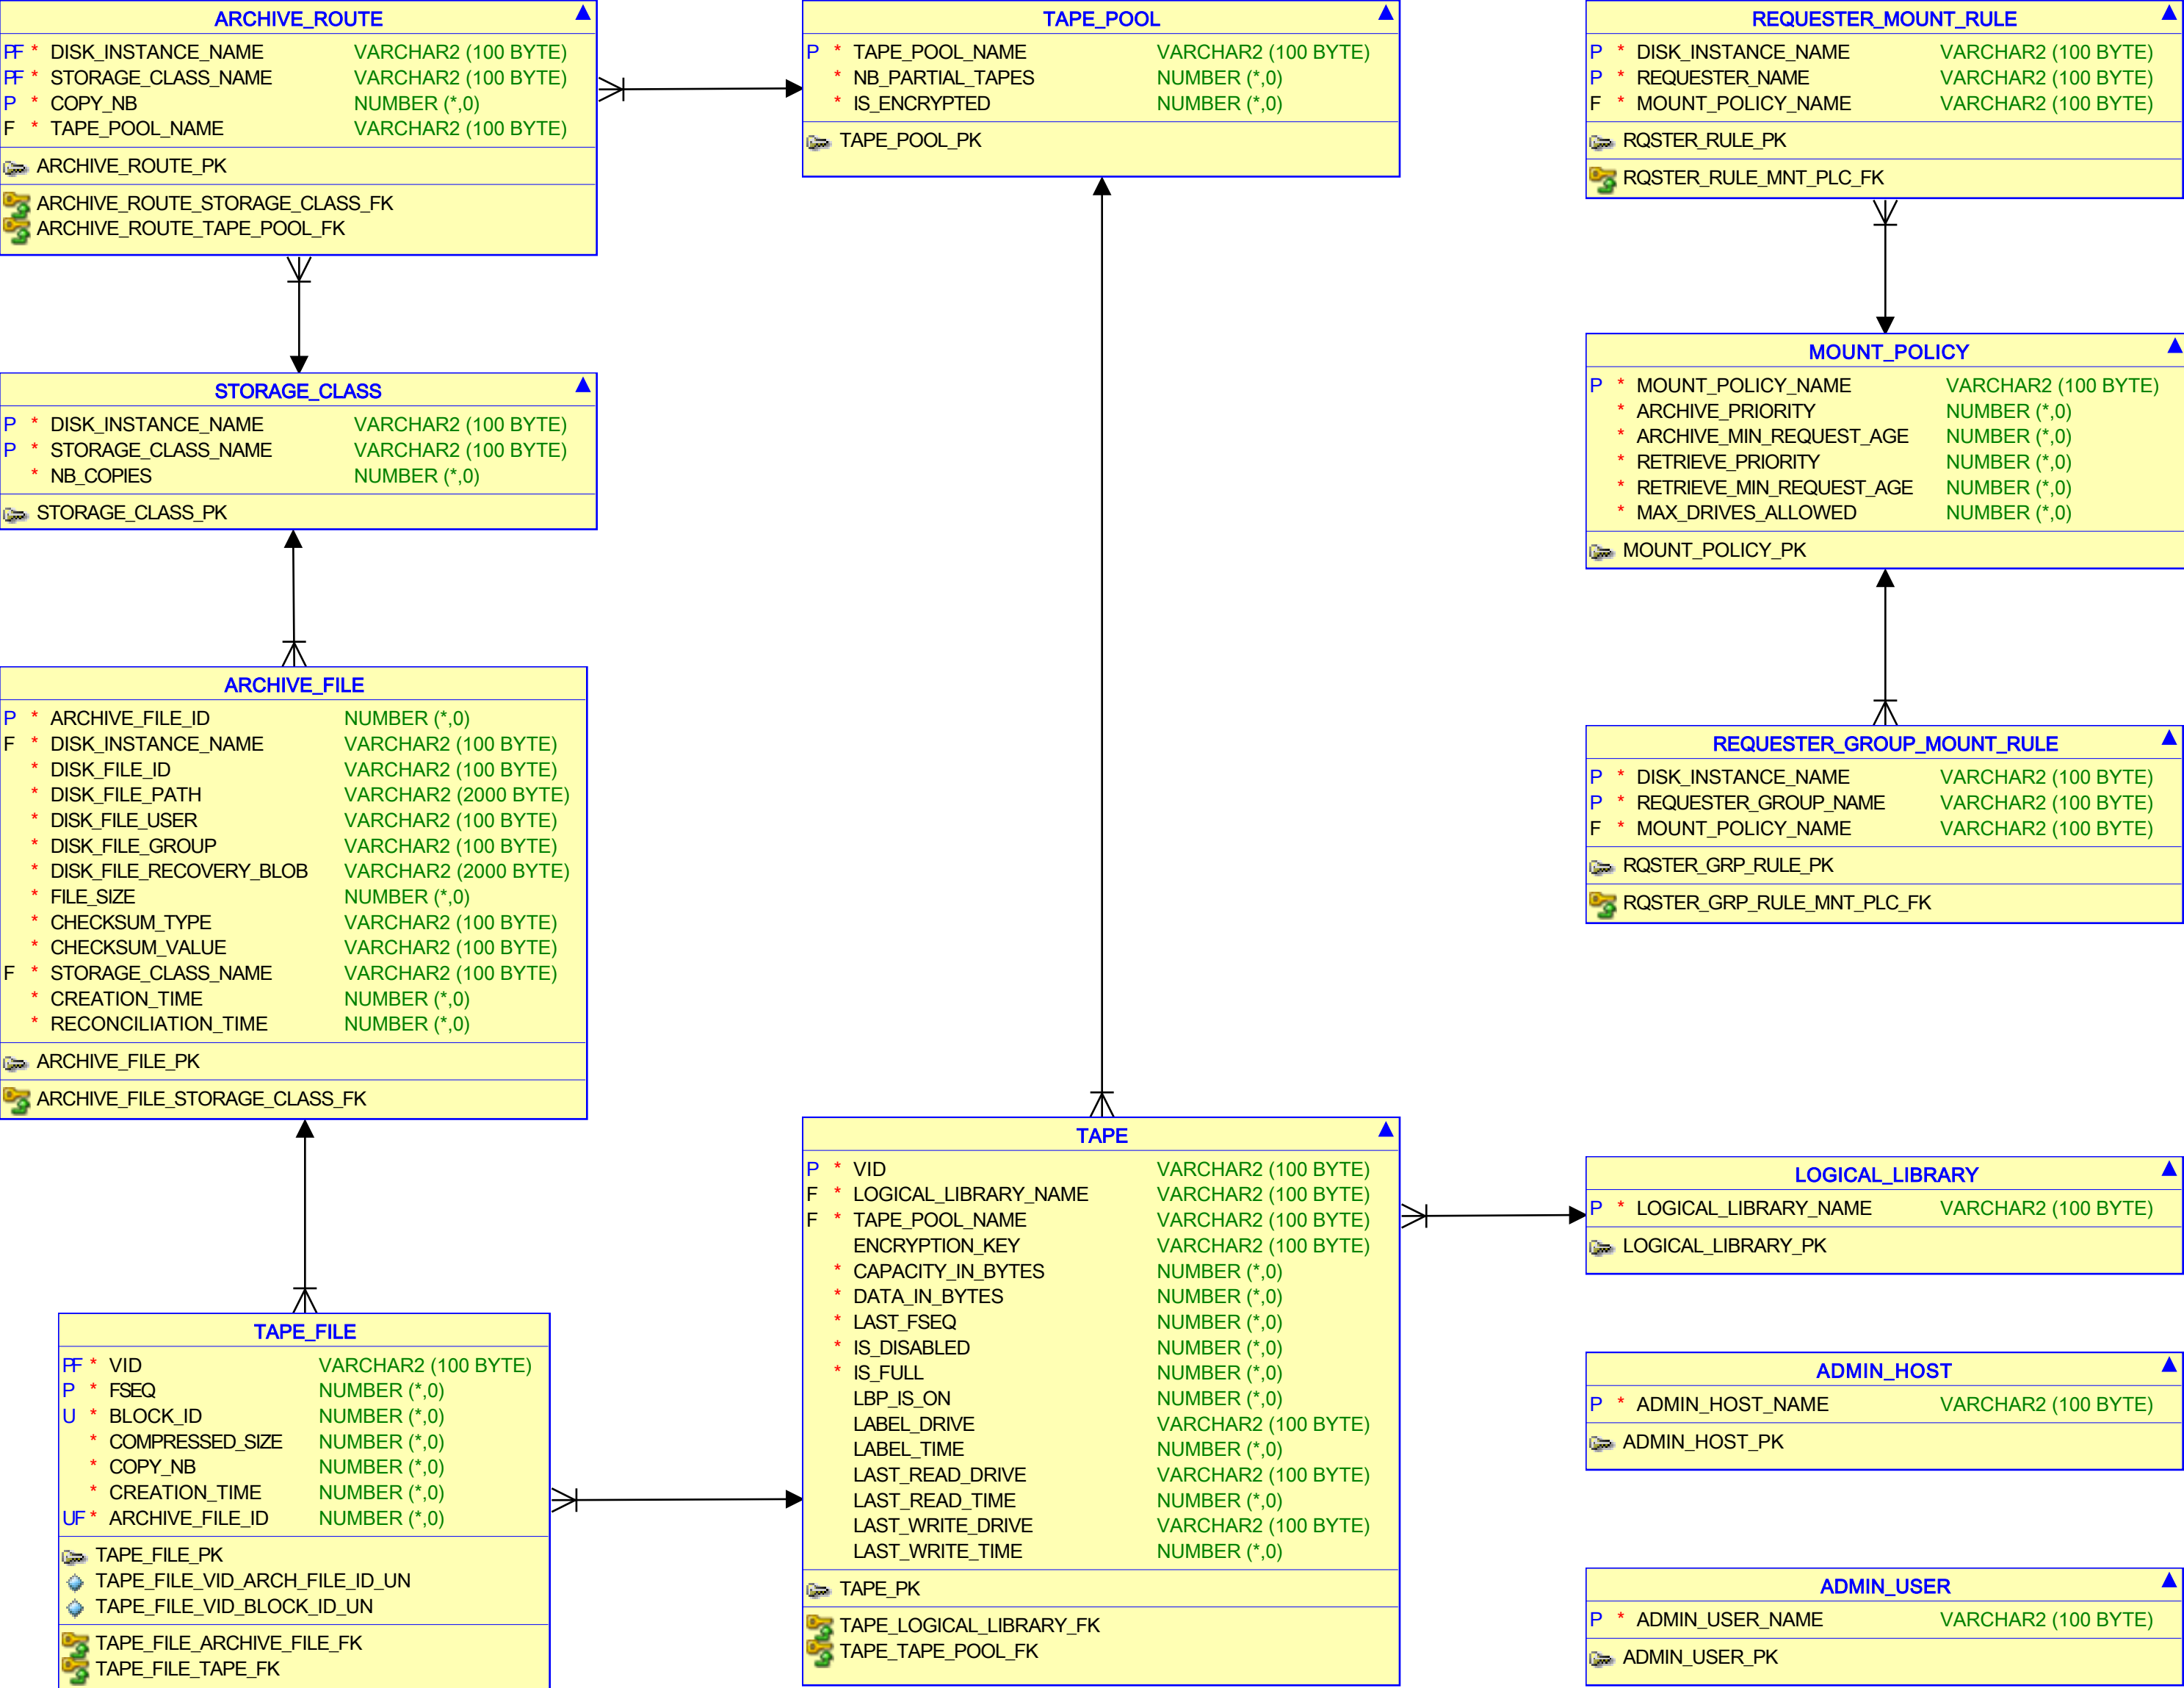 ARCHIVE_ROUTE
PF * DISK_INSTANCE_NAME VARCHAR2 (100 BYTE)
PF * STORAGE_CLASS_NAME VARCHAR2 (100 BYTE)
P * COPY_NB NUMBER (*,0)
F * TAPE_POOL_NAME VARCHAR2 (100 BYTE)
ARCHIVE_ROUTE_PK
ARCHIVE_ROUTE_STORAGE_CLASS_FK
ARCHIVE_ROUTE_TAPE_POOL_FK
STORAGE_CLASS
P * DISK_INSTANCE_NAME VARCHAR2 (100 BYTE)
P * STORAGE_CLASS_NAME VARCHAR2 (100 BYTE)
* NB_COPIES NUMBER (*,0)
STORAGE_CLASS_PK
ARCHIVE_FILE
P * ARCHIVE_FILE_ID NUMBER (*,0)
F * DISK_INSTANCE_NAME VARCHAR2 (100 BYTE)
* DISK_FILE_ID VARCHAR2 (100 BYTE)
* DISK_FILE_PATH VARCHAR2 (2000 BYTE)
* DISK_FILE_USER VARCHAR2 (100 BYTE)
* DISK_FILE_GROUP VARCHAR2 (100 BYTE)
* DISK_FILE_RECOVERY_BLOB VARCHAR2 (2000 BYTE)
* FILE_SIZE NUMBER (*,0)
* CHECKSUM_TYPE VARCHAR2 (100 BYTE)
* CHECKSUM_VALUE VARCHAR2 (100 BYTE)
F * STORAGE_CLASS_NAME VARCHAR2 (100 BYTE)
* CREATION_TIME NUMBER (*,0)
* RECONCILIATION_TIME NUMBER (*,0)
ARCHIVE_FILE_PK
ARCHIVE_FILE_STORAGE_CLASS_FK
TAPE_FILE
PF * VID VARCHAR2 (100 BYTE)
P * FSEQ NUMBER (*,0)
U * BLOCK_ID NUMBER (*,0)
* COMPRESSED_SIZE NUMBER (*,0)
* COPY_NB NUMBER (*,0)
* CREATION_TIME NUMBER (*,0)
UF * ARCHIVE_FILE_ID NUMBER (*,0)
TAPE_FILE_PK
TAPE_FILE_VID_ARCH_FILE_ID_UN
TAPE_FILE_VID_BLOCK_ID_UN
TAPE_FILE_ARCHIVE_FILE_FK
TAPE_FILE_TAPE_FK
TAPE_POOL
P * TAPE_POOL_NAME VARCHAR2 (100 BYTE)
* NB_PARTIAL_TAPES NUMBER (*,0)
* IS_ENCRYPTED NUMBER (*,0)
TAPE_POOL_PK
TAPE
P * VID VARCHAR2 (100 BYTE)
F * LOGICAL_LIBRARY_NAME VARCHAR2 (100 BYTE)
F * TAPE_POOL_NAME VARCHAR2 (100 BYTE)
ENCRYPTION_KEY VARCHAR2 (100 BYTE)
* CAPACITY_IN_BYTES NUMBER (*,0)
* DATA_IN_BYTES NUMBER (*,0)
* LAST_FSEQ NUMBER (*,0)
* IS_DISABLED NUMBER (*,0)
* IS_FULL NUMBER (*,0)
LBP_IS_ON NUMBER (*,0)
LABEL_DRIVE VARCHAR2 (100 BYTE)
LABEL_TIME NUMBER (*,0)
LAST_READ_DRIVE VARCHAR2 (100 BYTE)
LAST_READ_TIME NUMBER (*,0)
LAST_WRITE_DRIVE VARCHAR2 (100 BYTE)
LAST_WRITE_TIME NUMBER (*,0)
TAPE_PK
TAPE_LOGICAL_LIBRARY_FK
TAPE_TAPE_POOL_FK
REQUESTER_MOUNT_RULE
P * DISK_INSTANCE_NAME VARCHAR2 (100 BYTE)
P * REQUESTER_NAME VARCHAR2 (100 BYTE)
F * MOUNT_POLICY_NAME VARCHAR2 (100 BYTE)
RQSTER_RULE_PK
RQSTER_RULE_MNT_PLC_FK
MOUNT_POLICY
P * MOUNT_POLICY_NAME VARCHAR2 (100 BYTE)
* ARCHIVE_PRIORITY NUMBER (*,0)
* ARCHIVE_MIN_REQUEST_AGE NUMBER (*,0)
* RETRIEVE_PRIORITY NUMBER (*,0)
* RETRIEVE_MIN_REQUEST_AGE NUMBER (*,0)
* MAX_DRIVES_ALLOWED NUMBER (*,0)
MOUNT_POLICY_PK
REQUESTER_GROUP_MOUNT_RULE
P * DISK_INSTANCE_NAME VARCHAR2 (100 BYTE)
P * REQUESTER_GROUP_NAME VARCHAR2 (100 BYTE)
F * MOUNT_POLICY_NAME VARCHAR2 (100 BYTE)
RQSTER_GRP_RULE_PK
RQSTER_GRP_RULE_MNT_PLC_FK
LOGICAL_LIBRARY
P * LOGICAL_LIBRARY_NAME VARCHAR2 (100 BYTE)
LOGICAL_LIBRARY_PK
ADMIN_HOST
P * ADMIN_HOST_NAME VARCHAR2 (100 BYTE)
ADMIN_HOST_PK
ADMIN_USER
P * ADMIN_USER_NAME VARCHAR2 (100 BYTE)
ADMIN_USER_PK